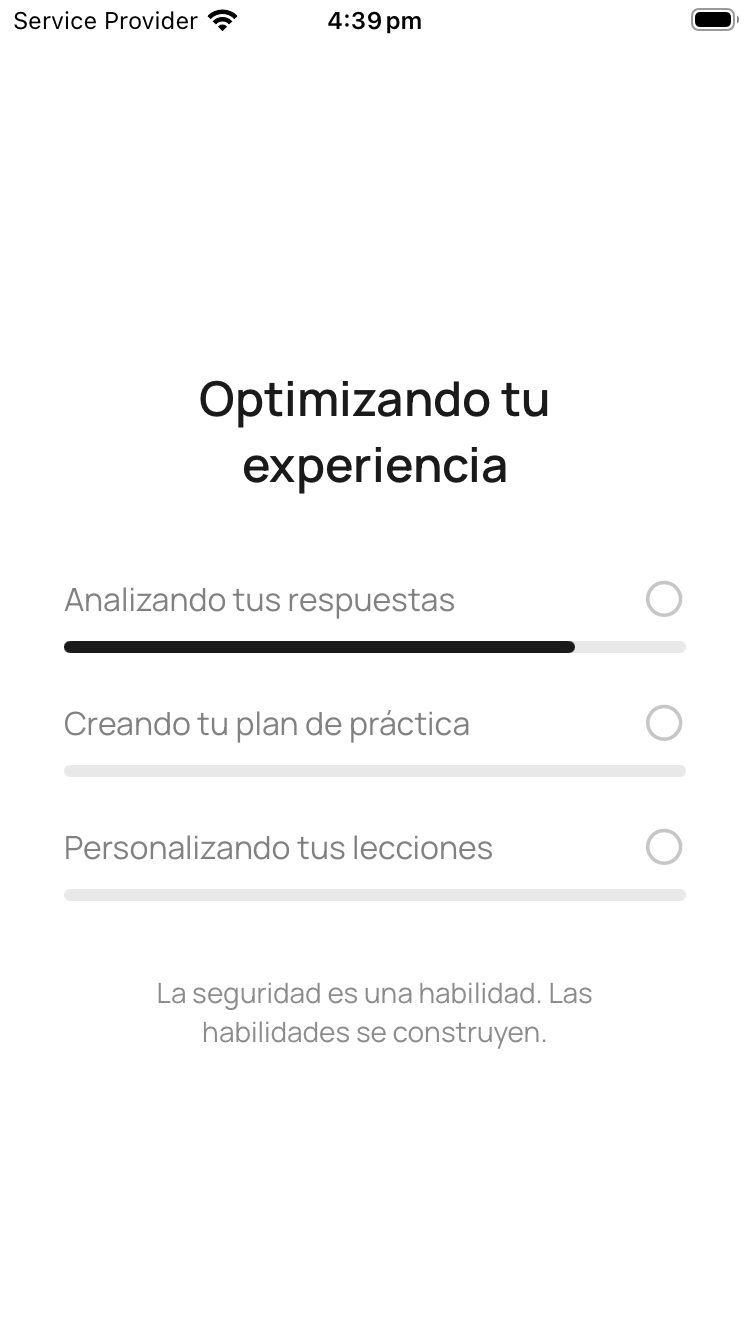 Service Provider 4:39 pm
Optimizando tu
experiencia
Analizando tus respuestas
Creando tu plan de práctica
Personalizando tus lecciones
La seguridad es una habilidad. Las
habilidades se construyen.